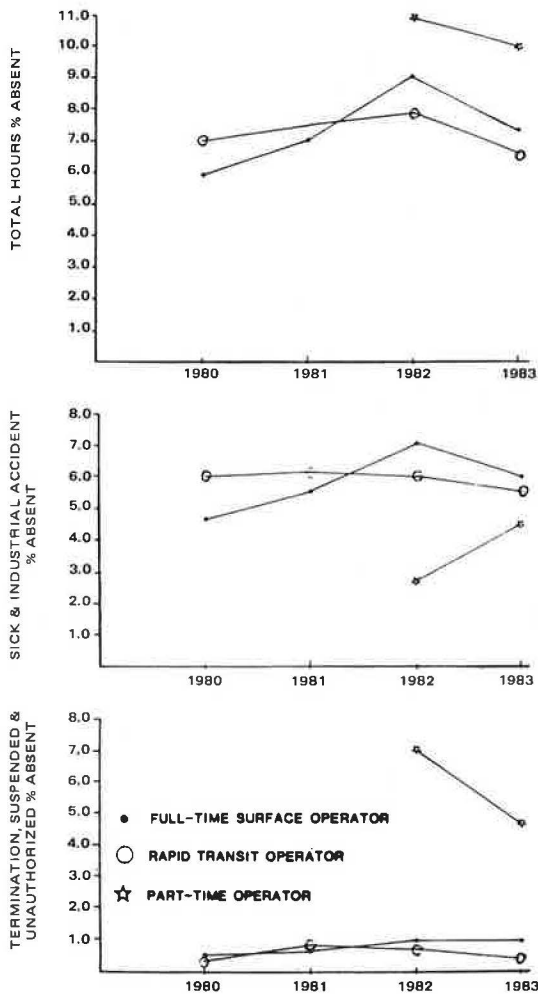 TOTAL HOURS % ABSENT
11.0
10.0
9.0
8.0
7.0
6.0
5.0
4.0
3.0
2.0
1.0
1980 1981 1982 1983
SICK & INDUSTRIAL ACCIDENT
% ABSENT
8.0
7.0
6.0
5.0
4.0
3.0
2.0
1.0
1980 1981 1982 1983
TERMINATION, SUSPENDED &
UNAUTHORIZED % ABSENT
8.0
7.0
6.0
5.0
4.0
3.0
2.0
1.0
FULL-TIME SURFACE OPERATOR
RAPID TRANSIT OPERATOR
PART-TIME OPERATOR
1980 1981 1982 1983